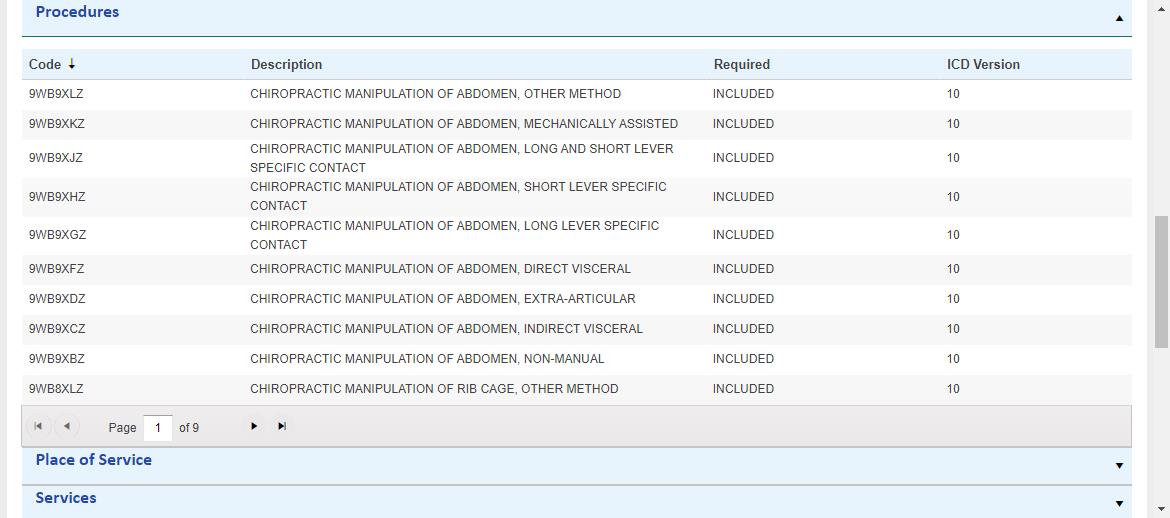 Procedures
Code Description Required ICD Version
9WB9XLZ CHIROPRACTIC MANIPULATION OF ABDOMEN, OTHER METHOD INCLUDED 10
9WB9XKZ CHIROPRACTIC MANIPULATION OF ABDOMEN, MECHANICALLY ASSISTED INCLUDED 10
9WB9XJZ CHIROPRACTIC MANIPULATION OF ABDOMEN, LONG AND SHORT LEVER
SPECIFIC CONTACT INCLUDED 10
9WB9XHZ CHIROPRACTIC MANIPULATION OF ABDOMEN, SHORT LEVER SPECIFIC
CONTACT INCLUDED 10
9WB9XGZ CHIROPRACTIC MANIPULATION OF ABDOMEN, LONG LEVER SPECIFIC
CONTACT INCLUDED 10
9WB9XFZ CHIROPRACTIC MANIPULATION OF ABDOMEN, DIRECT VISCERAL INCLUDED 10
9WB9XDZ CHIROPRACTIC MANIPULATION OF ABDOMEN, EXTRA-ARTICULAR INCLUDED 10
9WB9XCZ CHIROPRACTIC MANIPULATION OF ABDOMEN, INDIRECT VISCERAL INCLUDED 10
9WB9XBZ CHIROPRACTIC MANIPULATION OF ABDOMEN, NON-MANUAL INCLUDED 10
9WB8XLZ CHIROPRACTIC MANIPULATION OF RIB CAGE, OTHER METHOD INCLUDED 10
Page 1 of 9
Place of Service
Services